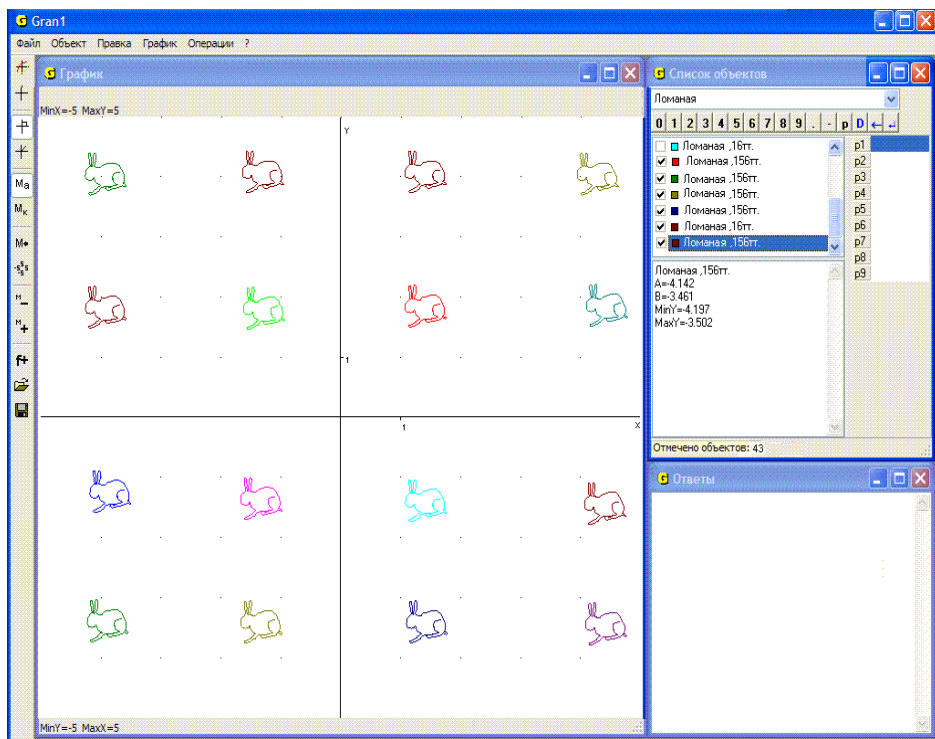 Gran1
Файл Объект Правка График Операции ?
График
MinX=-5 MaxY=5
Y
1
1
X
MinY=-5 MaxX=5
Ma
Mк
M
-s s s
M
M
f+
Список объектов
Ломаная
0 1 2 3 4 5 6 7 8 9 . - p D ← ↲
Ломаная ,16тт.
Ломаная ,156тт.
Ломаная ,156тт.
Ломаная ,156тт.
Ломаная ,156тт.
Ломаная ,16тт.
Ломаная ,156тт.
p1
p2
p3
p4
p5
p6
p7
p8
p9
Ломаная ,156тт.
A=-4.142
B=-3.461
MinY=-4.197
MaxY=-3.502
Отмечено объектов: 43
Ответы